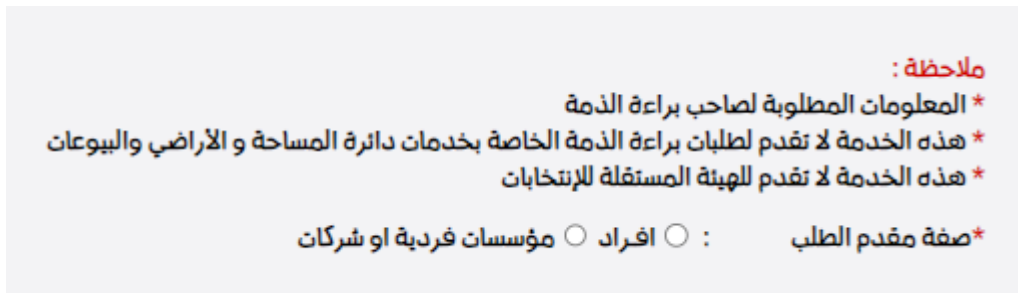 ملاحظة :
* المعلومات المطلوبة لصاحب براءة الذمة
* هذه الخدمة لا تقدم لطلبات براءة الذمة الخاصة بخدمات دائرة المساحة و الأراضي والبيوعات
* هذه الخدمة لا تقدم للهيئة المستقلة للإنتخابات
*صفة مقدم الطلب : افراد مؤسسات فردية او شركات